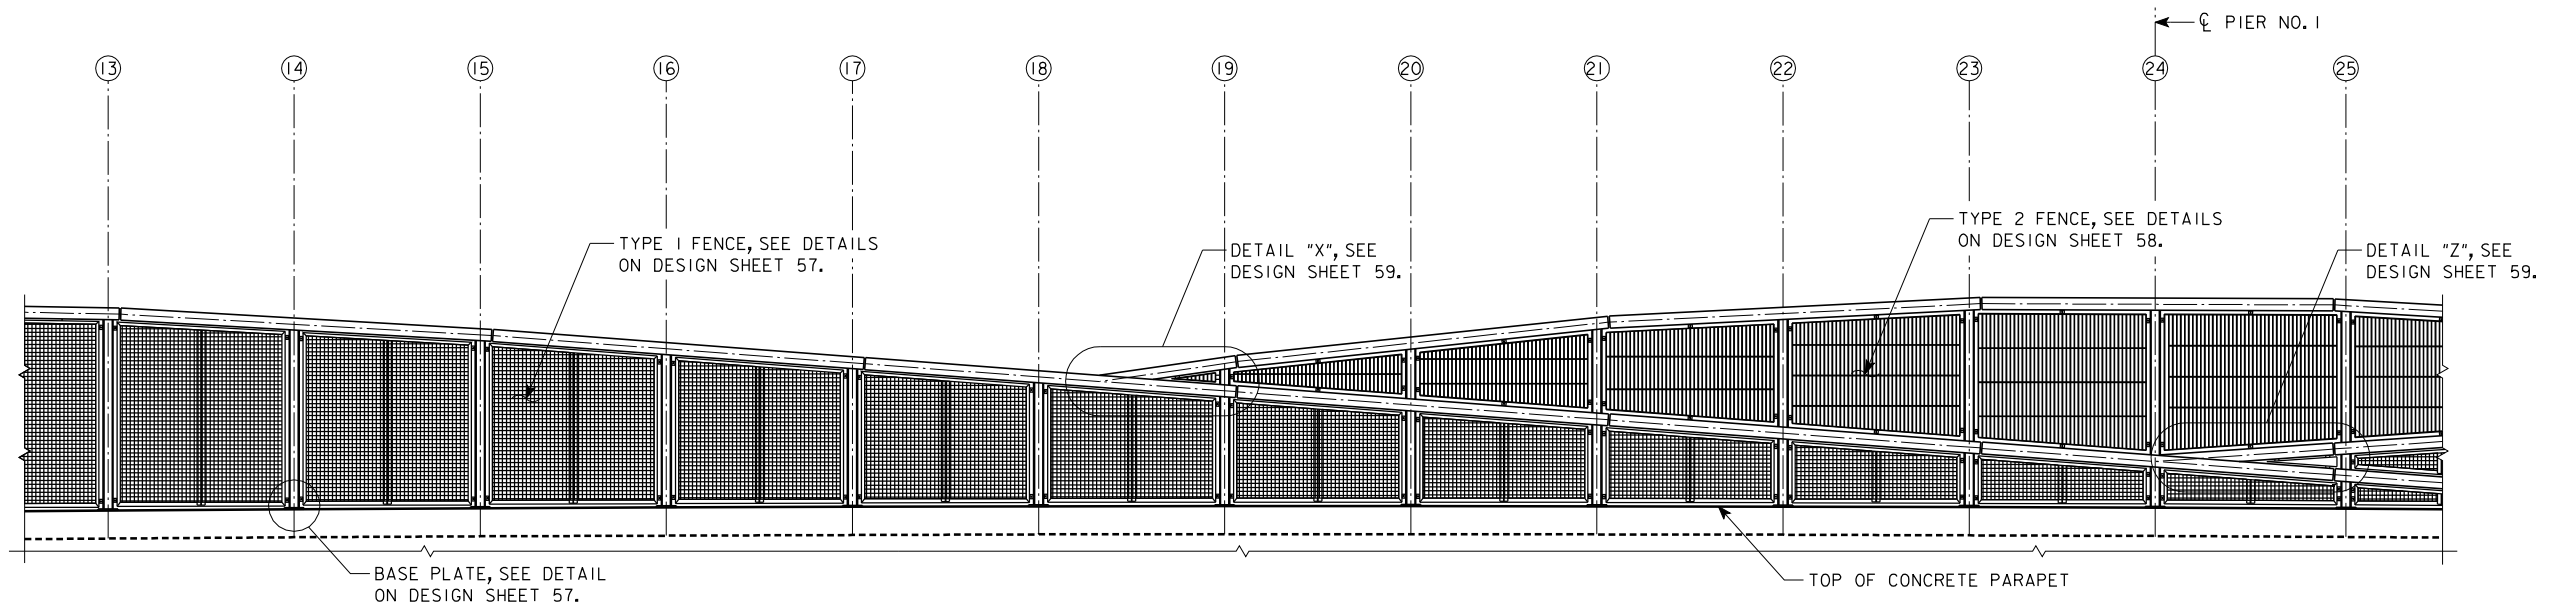 ℄ PIER NO. 1
13 14 15 16 17 18 19 20 21 22 23 24 25
TYPE 1 FENCE, SEE DETAILS
ON DESIGN SHEET 57.
DETAIL "X", SEE
DESIGN SHEET 59.
TYPE 2 FENCE, SEE DETAILS
ON DESIGN SHEET 58.
DETAIL "Z", SEE
DESIGN SHEET 59.
BASE PLATE, SEE DETAIL
ON DESIGN SHEET 57.
TOP OF CONCRETE PARAPET